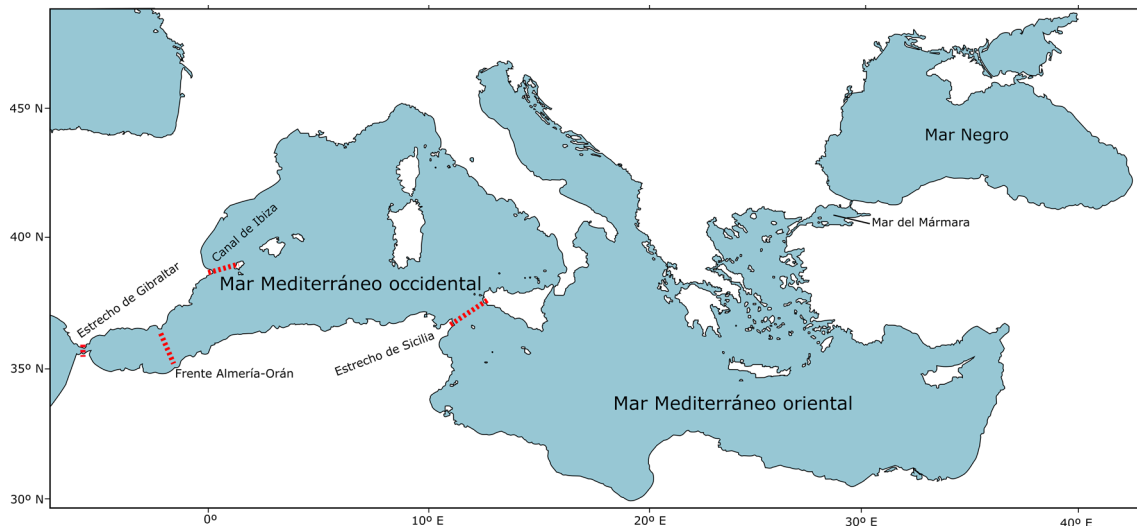 45º N
40º N
35º N
30º N
Mar Negro
Mar del Mármara
Canal de Ibiza
Estrecho de Gibraltar
Mar Mediterráneo occidental
Estrecho de Sicilia
Frente Almería-Orán
Mar Mediterráneo oriental
0º
10º E
20º E
30º E
40º E